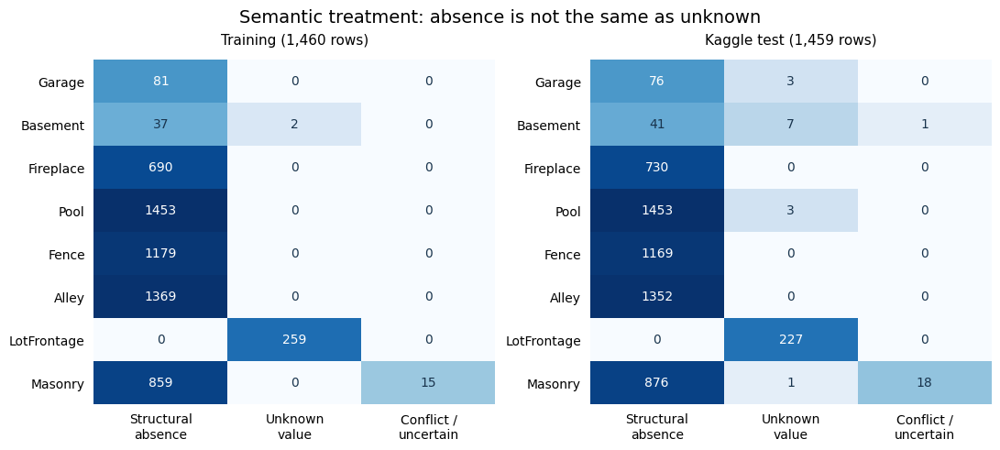 Semantic treatment: absence is not the same as unknown
Training (1,460 rows)
Garage 81 0 0
Basement 37 2 0
Fireplace 690 0 0
Pool 1453 0 0
Fence 1179 0 0
Alley 1369 0 0
LotFrontage 0 259 0
Masonry 859 0 15
Structural absence
Unknown value
Conflict / uncertain
Kaggle test (1,459 rows)
Garage 76 3 0
Basement 41 7 1
Fireplace 730 0 0
Pool 1453 3 0
Fence 1169 0 0
Alley 1352 0 0
LotFrontage 0 227 0
Masonry 876 1 18
Structural absence
Unknown value
Conflict / uncertain